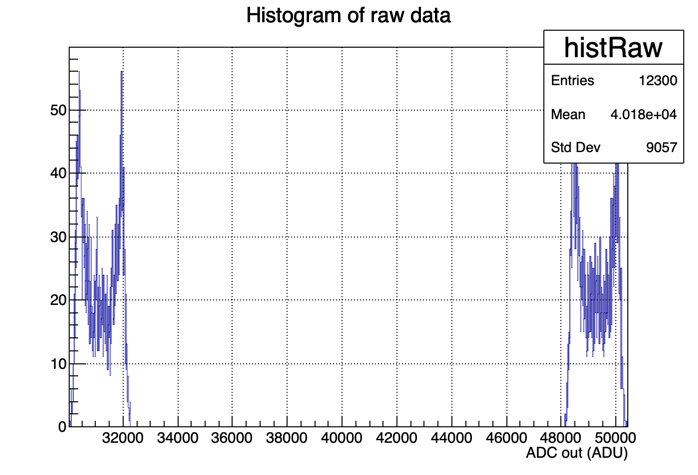 Histogram of raw data
histRaw
Entries 12300
Mean 4.018e+04
Std Dev 9057
50
40
30
20
10
0
32000 34000 36000 38000 40000 42000 44000 46000 48000 50000
ADC out (ADU)